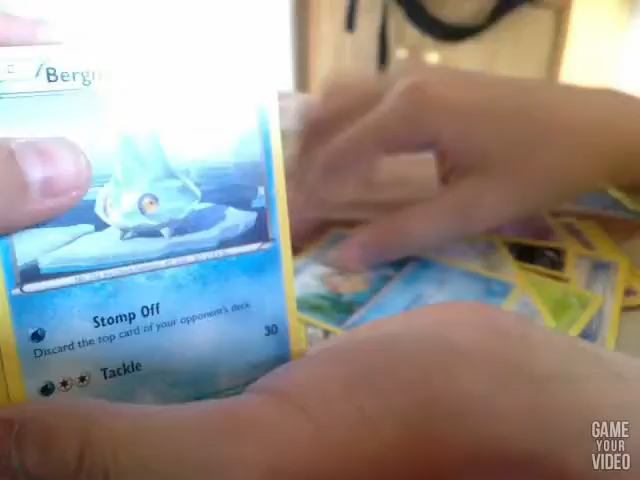 Bergm
Stomp Off
Discard the top card of your opponent's deck
30
Tackle
GAME
YOUR
VIDEO